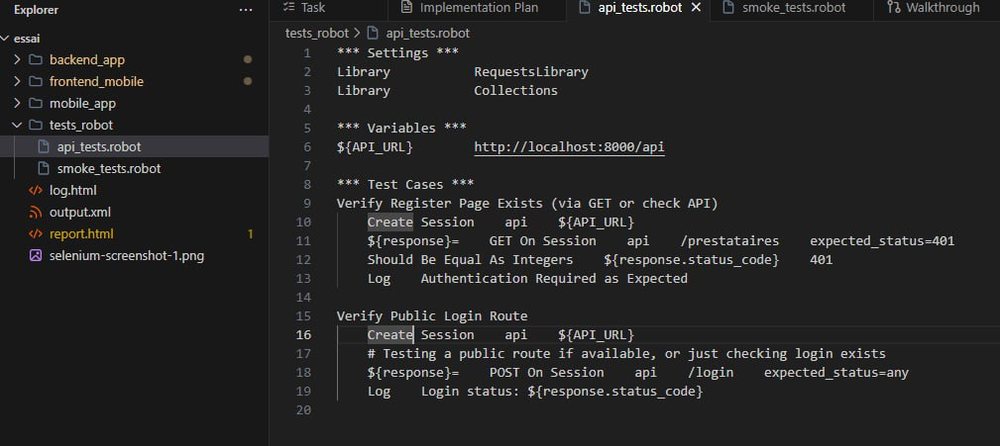 Explorer
...
essai
backend_app
frontend_mobile
mobile_app
tests_robot
api_tests.robot
smoke_tests.robot
log.html
output.xml
report.html 1
selenium-screenshot-1.png
Task
Implementation Plan
api_tests.robot
smoke_tests.robot
Walkthrough
tests_robot > api_tests.robot
1 *** Settings ***
2 Library RequestsLibrary
3 Library Collections
4
5 *** Variables ***
6 ${API_URL} http://localhost:8000/api
7
8 *** Test Cases ***
9 Verify Register Page Exists (via GET or check API)
10 Create Session api ${API_URL}
11 ${response}= GET On Session api /prestataires expected_status=401
12 Should Be Equal As Integers ${response.status_code} 401
13 Log Authentication Required as Expected
14
15 Verify Public Login Route
16 Create Session api ${API_URL}
17 # Testing a public route if available, or just checking login exists
18 ${response}= POST On Session api /login expected_status=any
19 Log Login status: ${response.status_code}
20